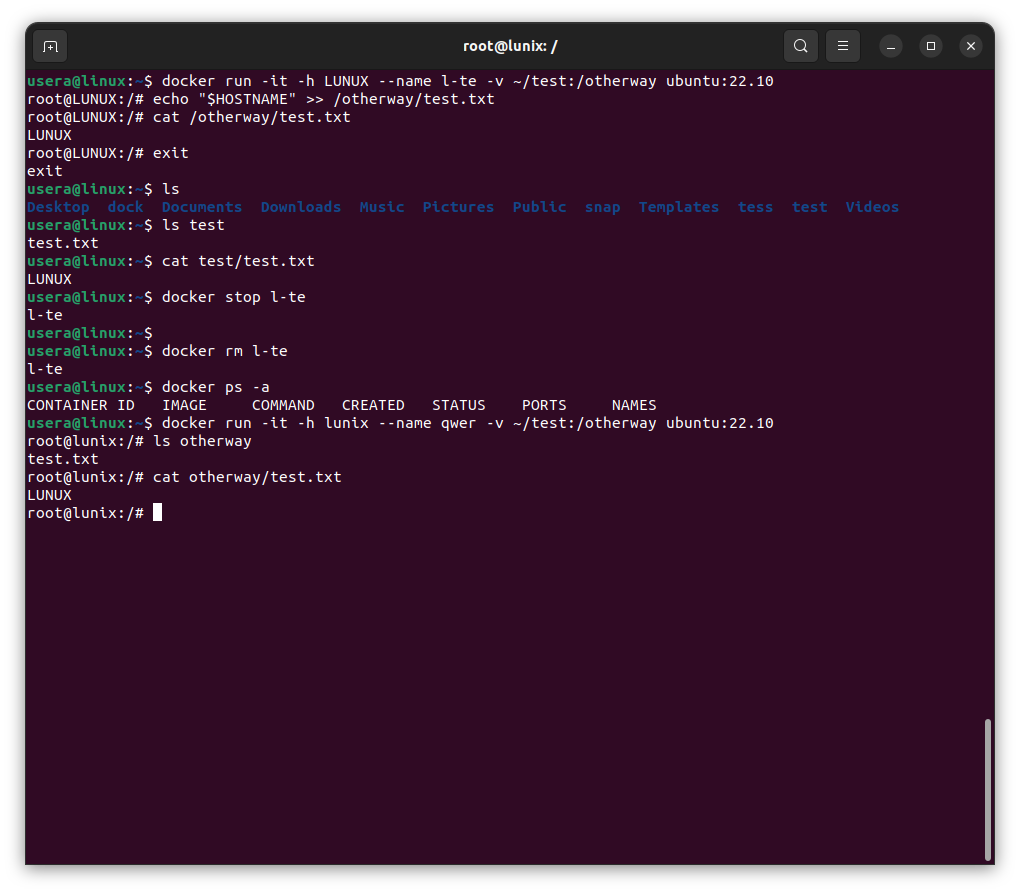 root@lunix: /
usera@linux:~$ docker run -it -h LUNUX --name l-te -v ~/test:/otherway ubuntu:22.10
root@LUNUX:/# echo "$HOSTNAME" >> /otherway/test.txt
root@LUNUX:/# cat /otherway/test.txt
LUNUX
root@LUNUX:/# exit
exit
usera@linux:~$ ls
Desktop  dock  Documents  Downloads  Music  Pictures  Public  snap  Templates  tess  test  Videos
usera@linux:~$ ls test
test.txt
usera@linux:~$ cat test/test.txt
LUNUX
usera@linux:~$ docker stop l-te
l-te
usera@linux:~$
usera@linux:~$ docker rm l-te
l-te
usera@linux:~$ docker ps -a
CONTAINER ID   IMAGE     COMMAND   CREATED   STATUS    PORTS     NAMES
usera@linux:~$ docker run -it -h lunix --name qwer -v ~/test:/otherway ubuntu:22.10
root@lunix:/# ls otherway
test.txt
root@lunix:/# cat otherway/test.txt
LUNUX
root@lunix:/#